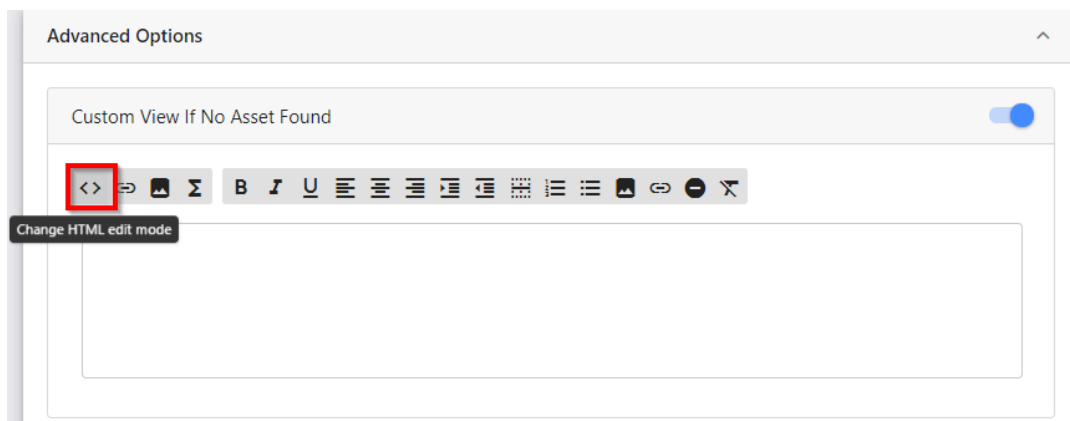 Advanced Options
Custom View If No Asset Found
<> Σ B I U
Change HTML edit mode